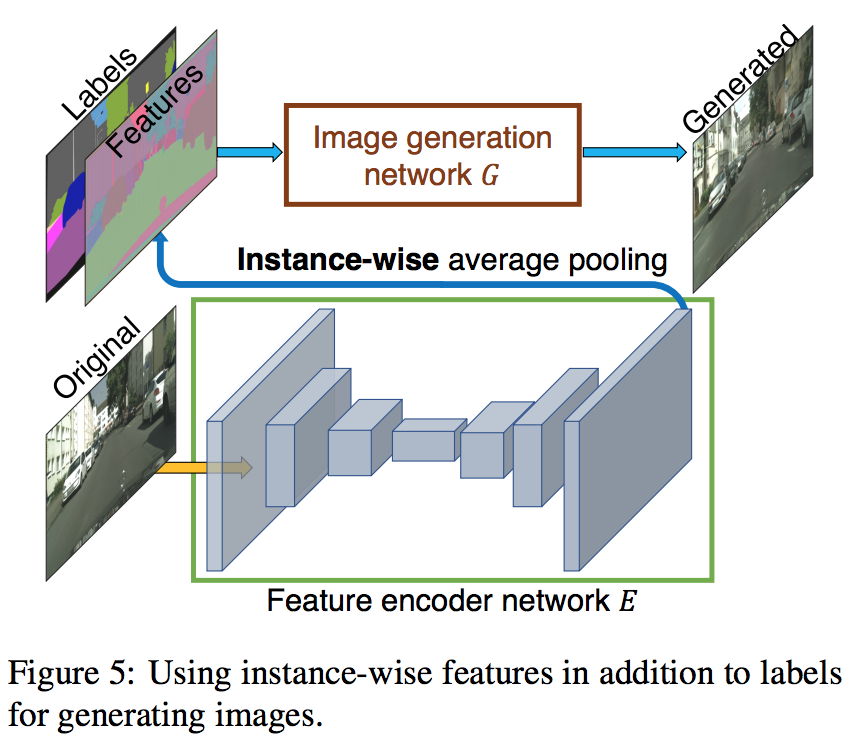 Labels
Features
Image generation
network G
Generated
Instance-wise average pooling
Original
Feature encoder network E
Figure 5: Using instance-wise features in addition to labels
for generating images.